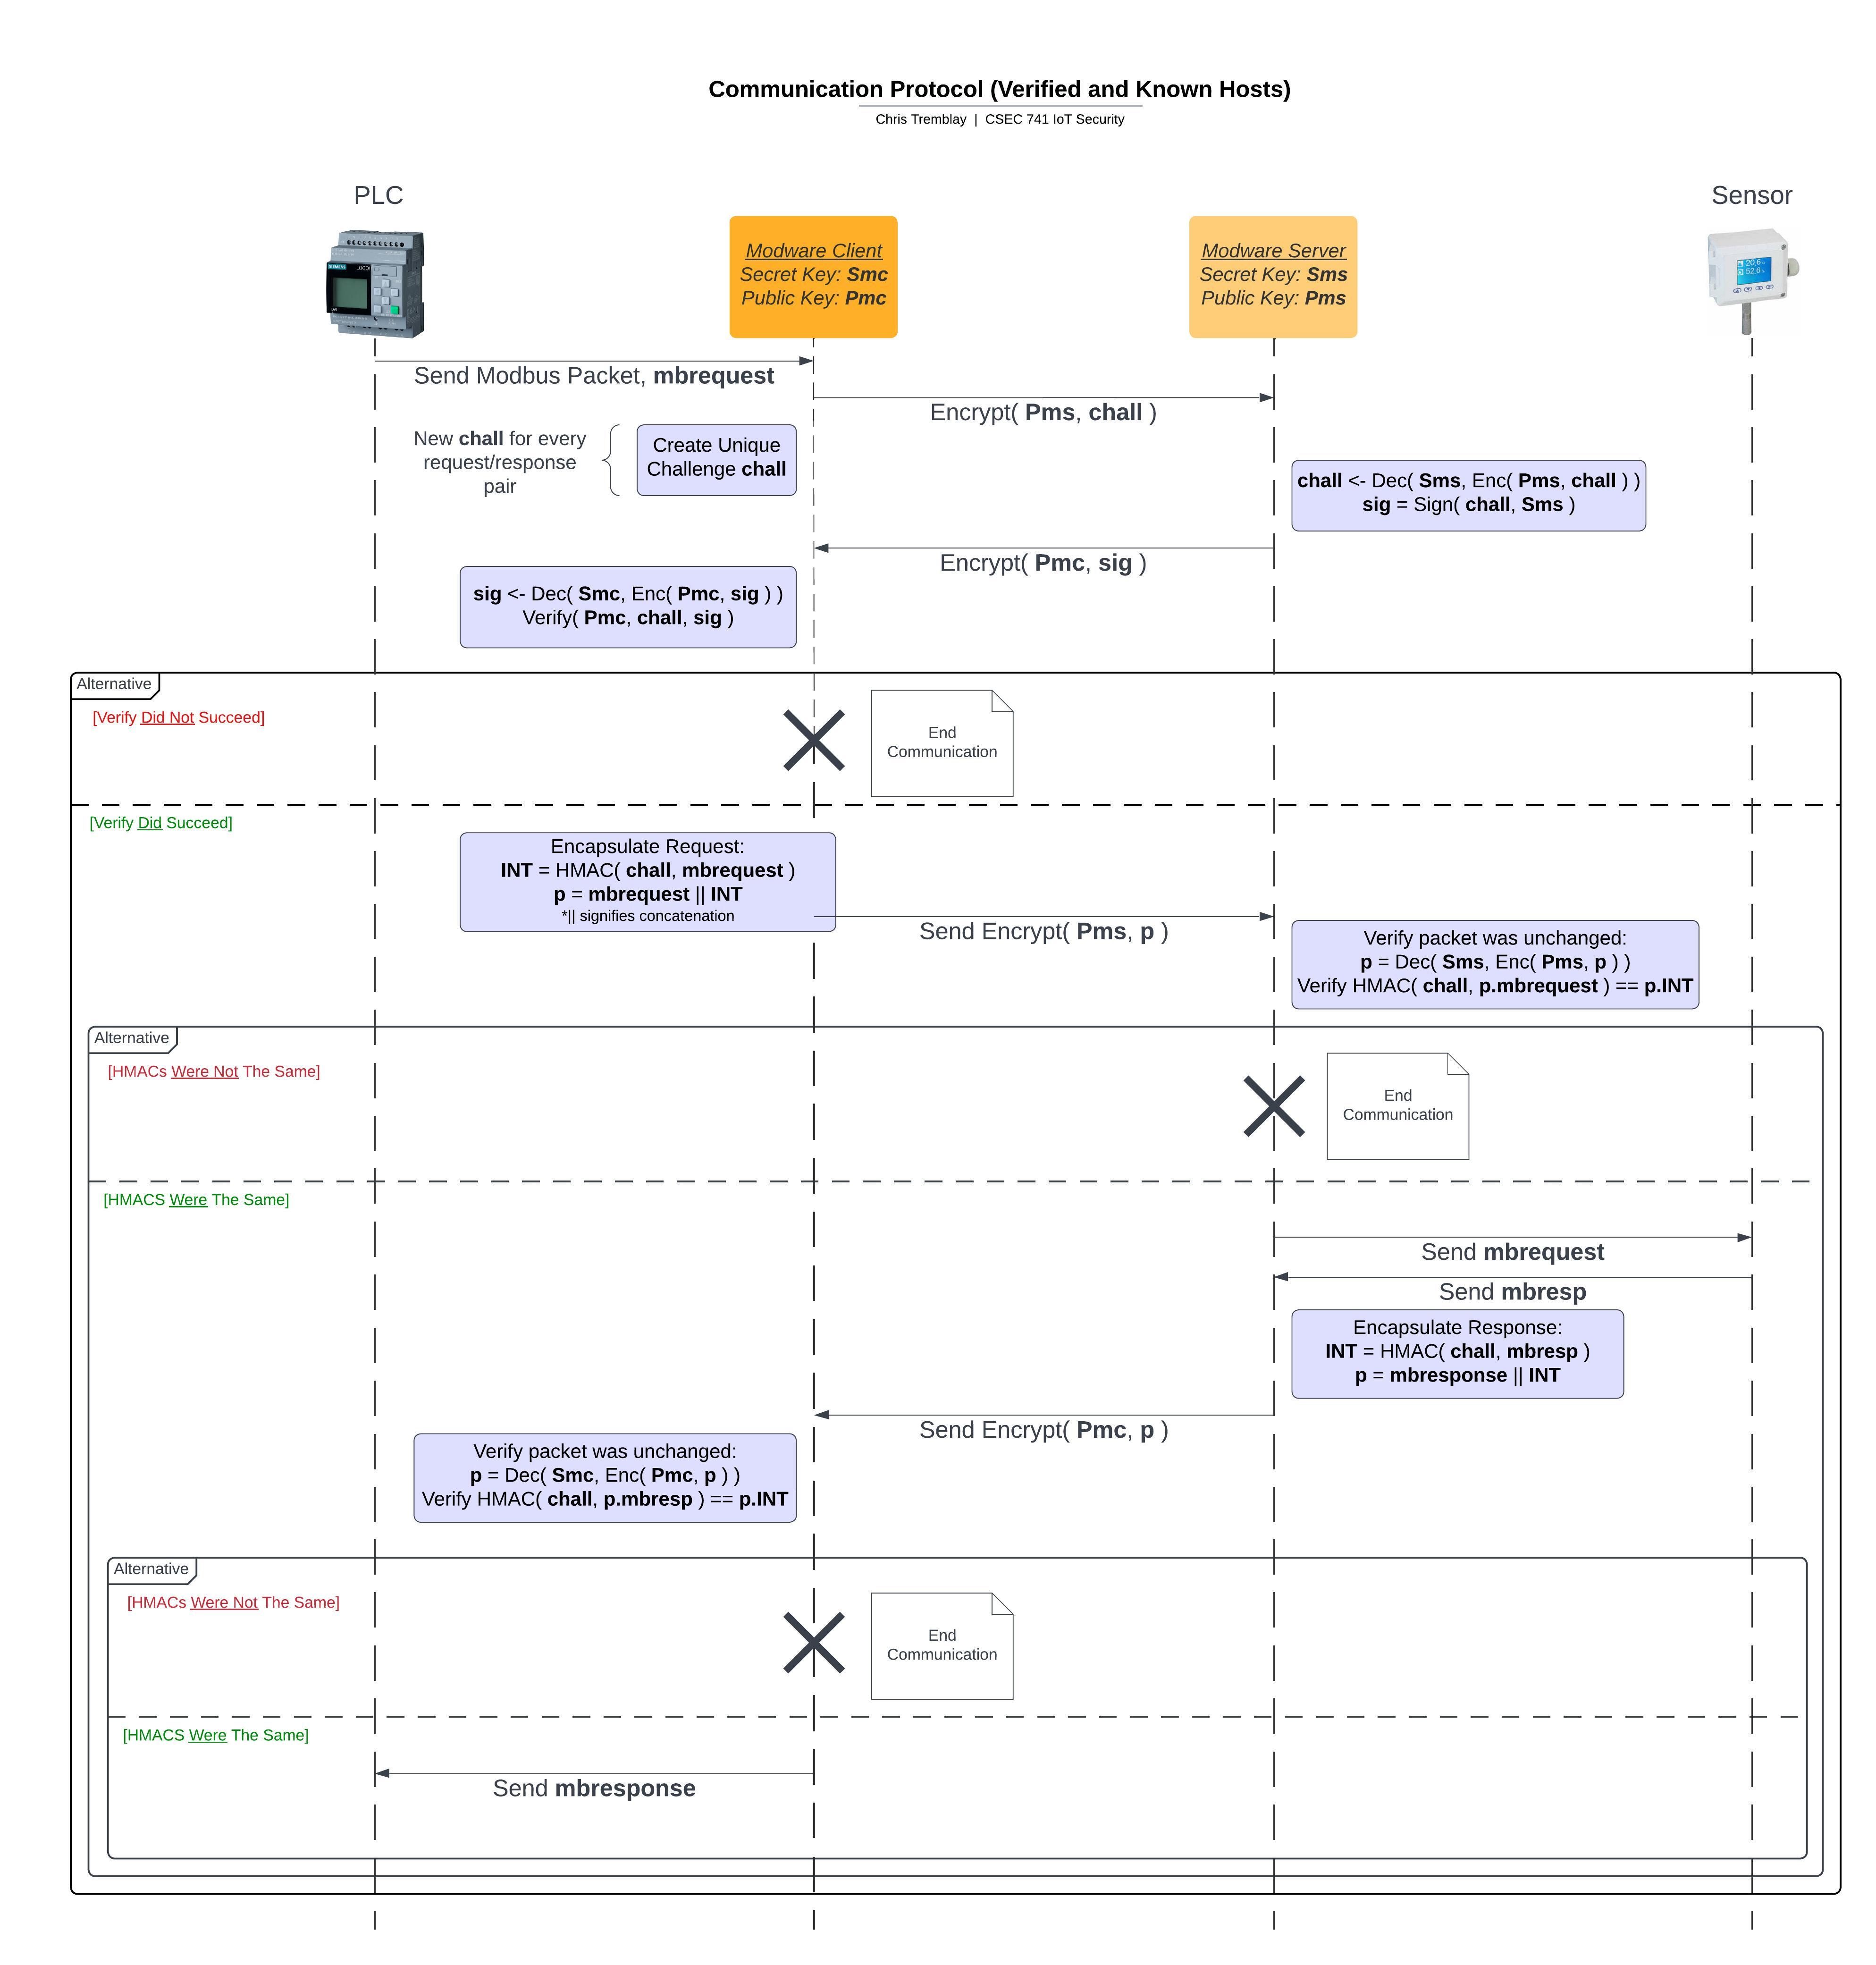 Communication Protocol (Verified and Known Hosts)
Chris Tremblay | CSEC 741 IoT Security
PLC
Sensor
SIEMENS
LOGO!
Modware Client
Secret Key: Smc
Public Key: Pmc
Modware Server
Secret Key: Sms
Public Key: Pms
20.6
52.6
Send Modbus Packet, mbrequest
Encrypt( Pms, chall )
New chall for every
request/response
pair
Create Unique
Challenge chall
chall <- Dec( Sms, Enc( Pms, chall ) )
sig = Sign( chall, Sms )
Encrypt( Pmc, sig )
sig <- Dec( Smc, Enc( Pmc, sig ) )
Verify( Pmc, chall, sig )
Alternative
[Verify Did Not Succeed]
End
Communication
[Verify Did Succeed]
Encapsulate Request:
INT = HMAC( chall, mbrequest )
p = mbrequest || INT
*|| signifies concatenation
Send Encrypt( Pms, p )
Verify packet was unchanged:
p = Dec( Sms, Enc( Pms, p ) )
Verify HMAC( chall, p.mbrequest ) == p.INT
Alternative
[HMACs Were Not The Same]
End
Communication
[HMACS Were The Same]
Send mbrequest
Send mbresp
Encapsulate Response:
INT = HMAC( chall, mbresp )
p = mbresponse || INT
Send Encrypt( Pmc, p )
Verify packet was unchanged:
p = Dec( Smc, Enc( Pmc, p ) )
Verify HMAC( chall, p.mbresp ) == p.INT
Alternative
[HMACs Were Not The Same]
End
Communication
[HMACS Were The Same]
Send mbresponse